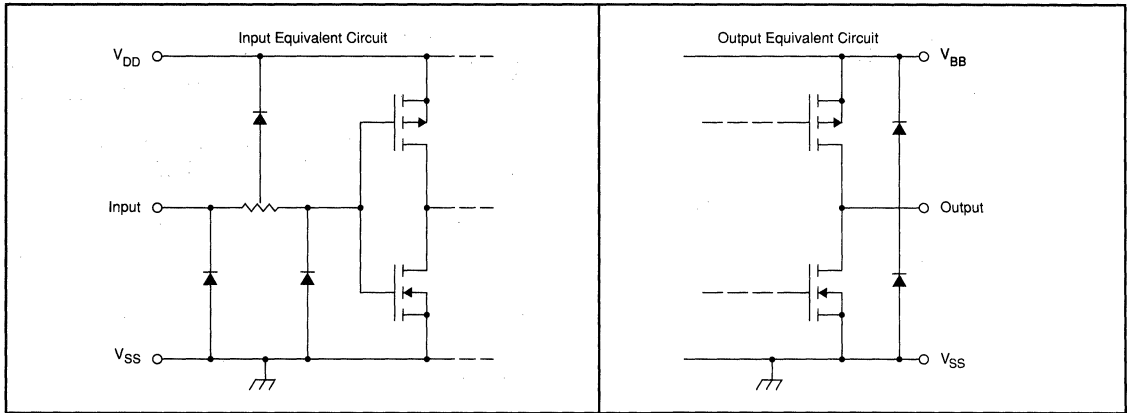 Input Equivalent Circuit
V_DD
Input
V_SS
Output Equivalent Circuit
V_BB
Output
V_SS